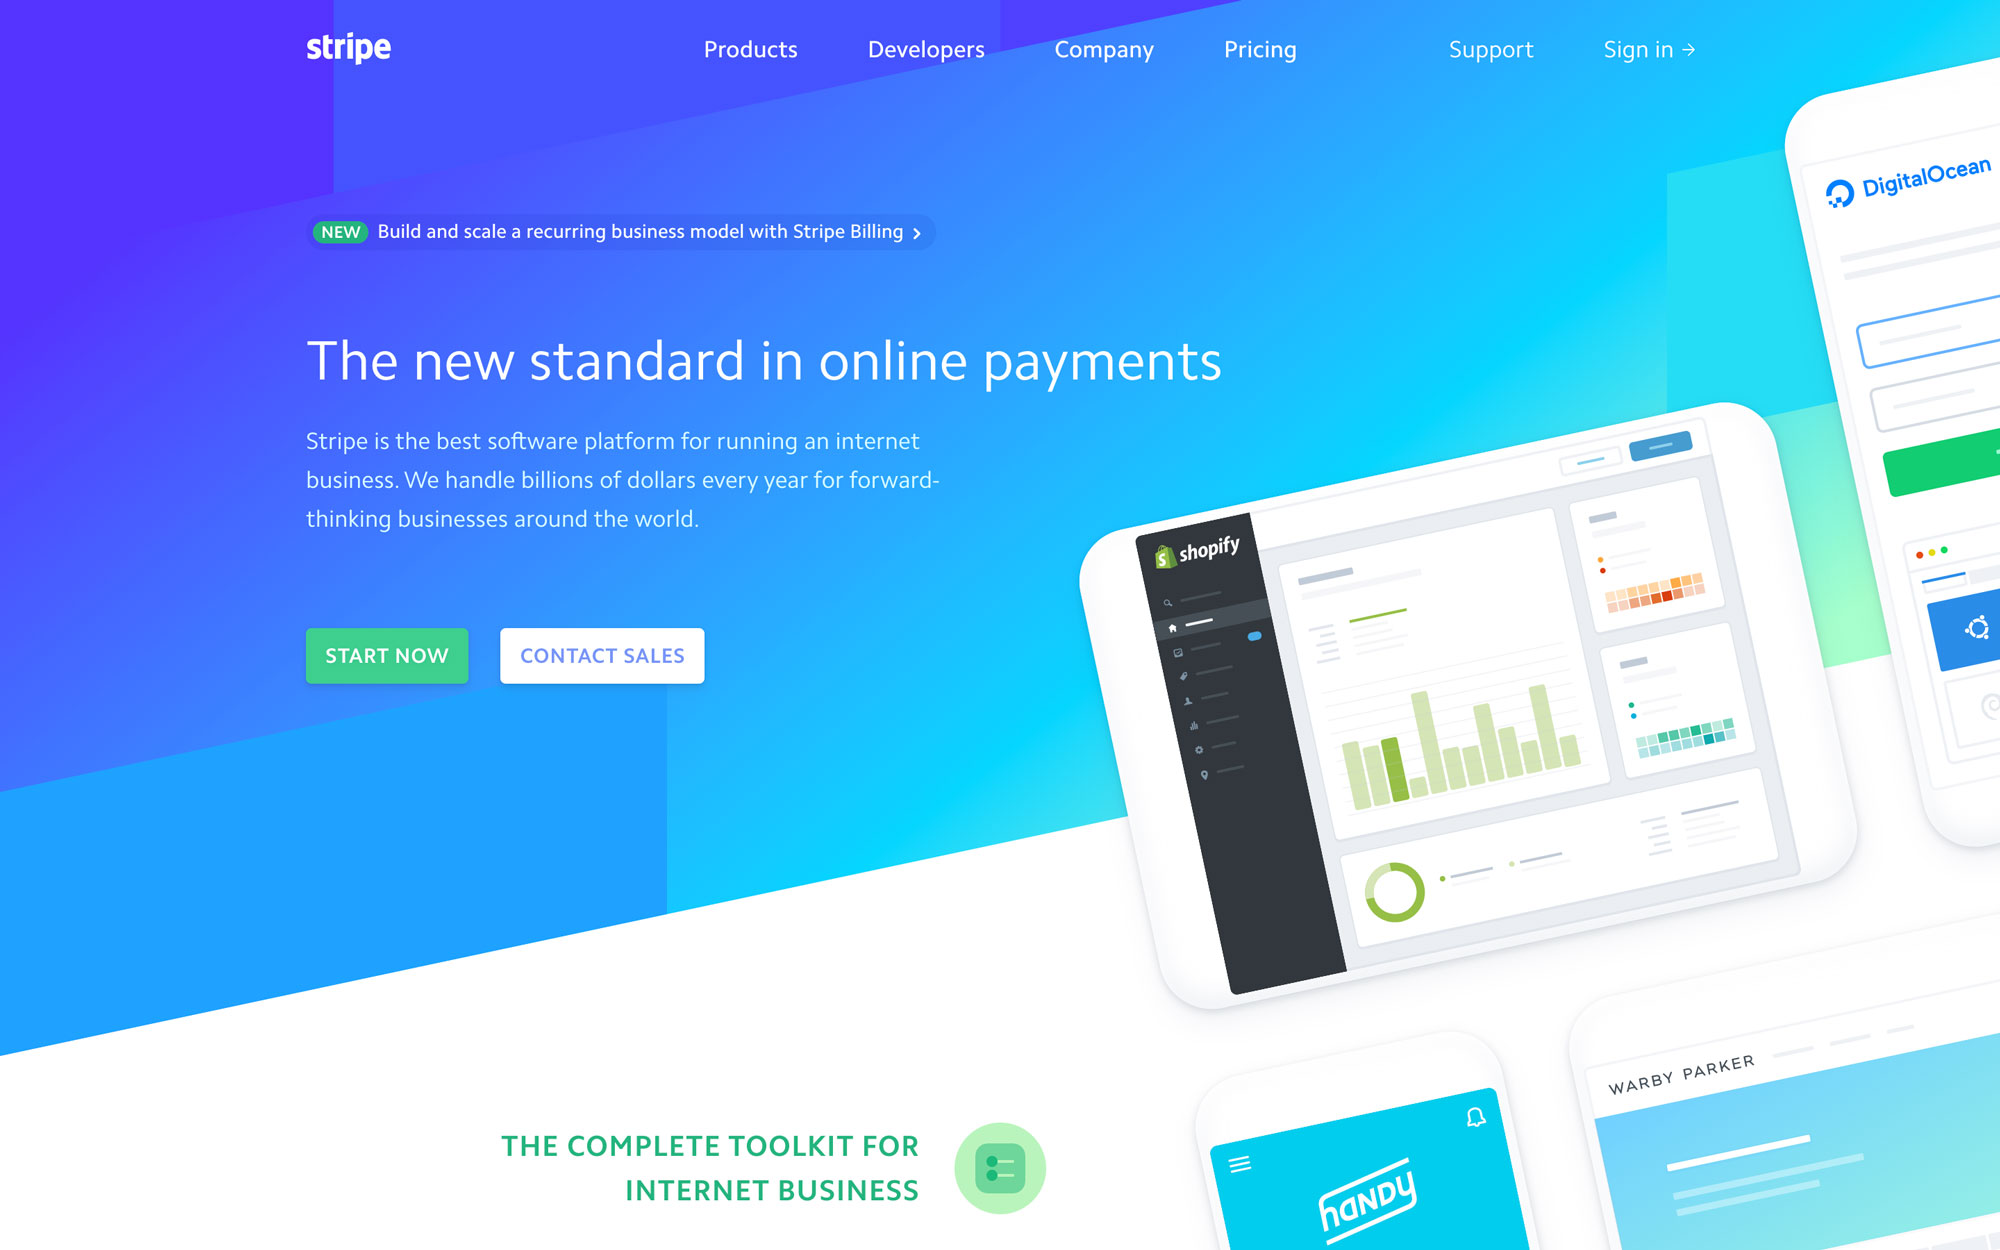 stripe
Products
Developers
Company
Pricing
Support
Sign in →
NEW Build and scale a recurring business model with Stripe Billing ›
The new standard in online payments
Stripe is the best software platform for running an internet
business. We handle billions of dollars every year for forward-
thinking businesses around the world.
START NOW
CONTACT SALES
DigitalOcean
shopify
WARBY PARKER
HANDY
THE COMPLETE TOOLKIT FOR
INTERNET BUSINESS